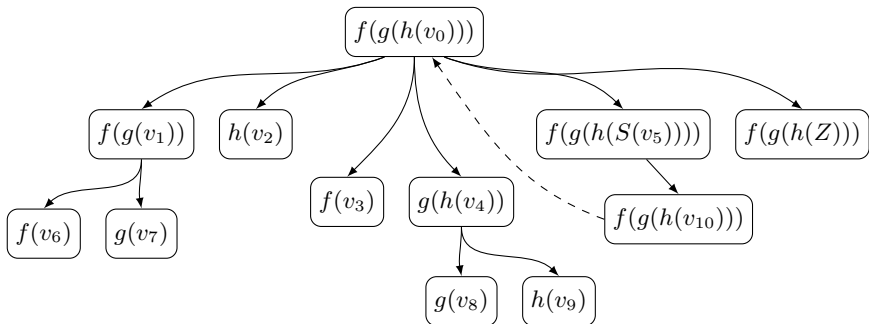 f(g(h(v₀)))
f(g(v₁))
h(v₂)
f(g(h(S(v₅))))
f(g(h(Z)))
f(v₃)
g(h(v₄))
f(g(h(v₁₀)))
f(v₆)
g(v₇)
g(v₈)
h(v₉)